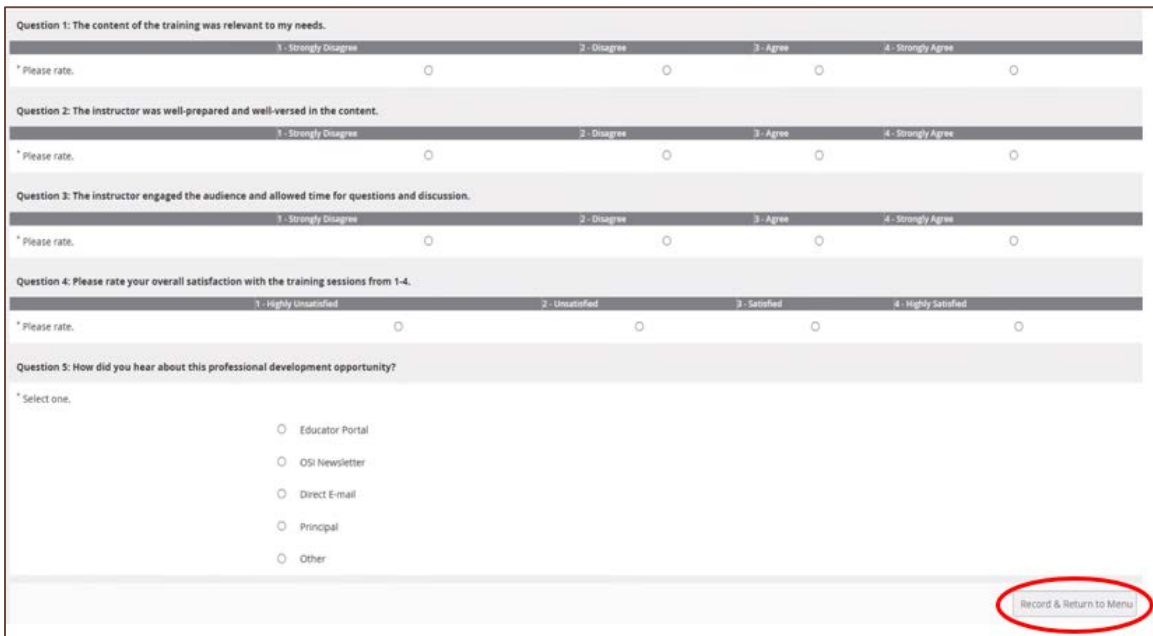 Question 1: The content of the training was relevant to my needs.
1 - Strongly Disagree 2 - Disagree 3 - Agree 4 - Strongly Agree
* Please rate.
Question 2: The instructor was well-prepared and well-versed in the content.
1 - Strongly Disagree 2 - Disagree 3 - Agree 4 - Strongly Agree
* Please rate.
Question 3: The instructor engaged the audience and allowed time for questions and discussion.
1 - Strongly Disagree 2 - Disagree 3 - Agree 4 - Strongly Agree
* Please rate.
Question 4: Please rate your overall satisfaction with the training sessions from 1-4.
1 - Highly Unsatisfied 2 - Unsatisfied 3 - Satisfied 4 - Highly Satisfied
* Please rate.
Question 5: How did you hear about this professional development opportunity?
* Select one.
Educator Portal
OSI Newsletter
Direct E-mail
Principal
Other
Record & Return to Menu